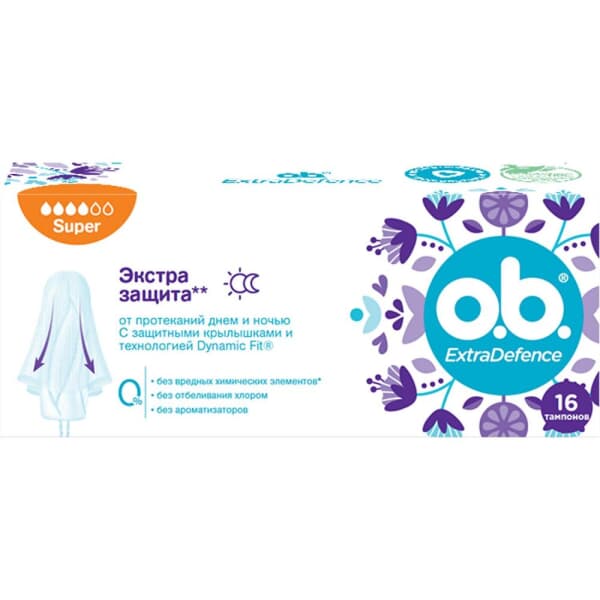 o.b.
ExtraDefence
Super
Экстра
защита**
от протеканий днем и ночью
С защитными крылышками и
технологией Dynamic Fit®
0%
· без вредных химических элементов*
· без отбеливания хлором
· без ароматизаторов
o.b.®
ExtraDefence
16
тампонов